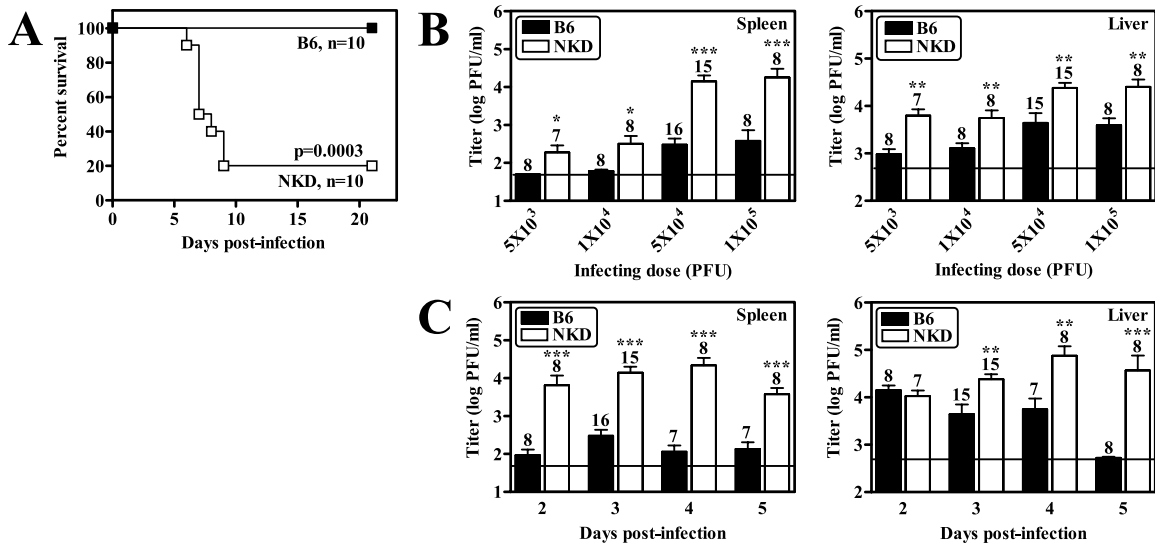 A
Percent survival
100
80
60
40
20
0
B6, n=10
p=0.0003
NKD, n=10
0 5 10 15 20
Days post-infection
B
Titer (log PFU/ml)
6
5
4
3
2
1
B6
NKD
Spleen
8 * 7 8 * 8 16 *** 15 8 *** 8
5X10³ 1X10⁴ 5X10⁴ 1X10⁵
Infecting dose (PFU)
Titer (log PFU/ml)
6
5
4
3
2
B6
NKD
Liver
8 ** 7 8 ** 8 15 ** 15 8 ** 8
5X10³ 1X10⁴ 5X10⁴ 1X10⁵
Infecting dose (PFU)
C
Titer (log PFU/ml)
6
5
4
3
2
1
B6
NKD
Spleen
8 *** 8 16 *** 15 7 *** 8 7 *** 8
2 3 4 5
Days post-infection
Titer (log PFU/ml)
6
5
4
3
2
B6
NKD
Liver
8 7 15 ** 15 7 ** 8 8 *** 8
2 3 4 5
Days post-infection